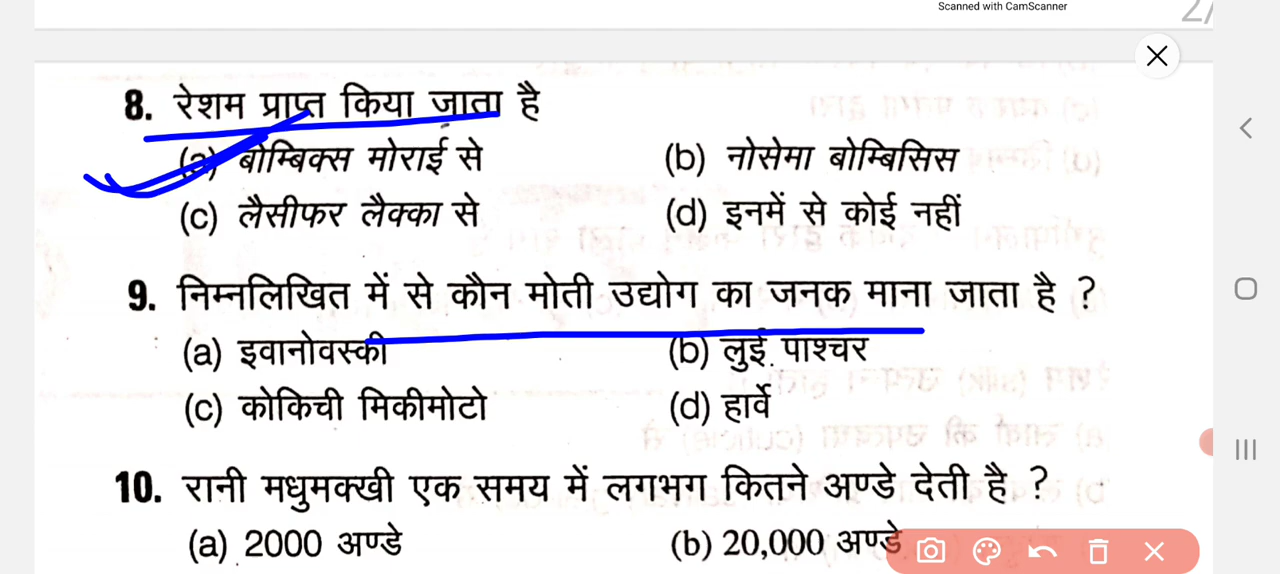 Scanned with CamScanner
8. रेशम प्राप्त किया जाता है
(a) बोम्बिक्स मोराई से (b) नोसेमा बोम्बिसिस
(c) लैसीफर लैक्का से (d) इनमें से कोई नहीं
9. निम्नलिखित में से कौन मोती उद्योग का जनक माना जाता है ?
(a) इवानोवस्की (b) लुई पाश्चर
(c) कोकिची मिकीमोटो (d) हार्वे
10. रानी मधुमक्खी एक समय में लगभग कितने अण्डे देती है ?
(a) 2000 अण्डे (b) 20,000 अण्डे